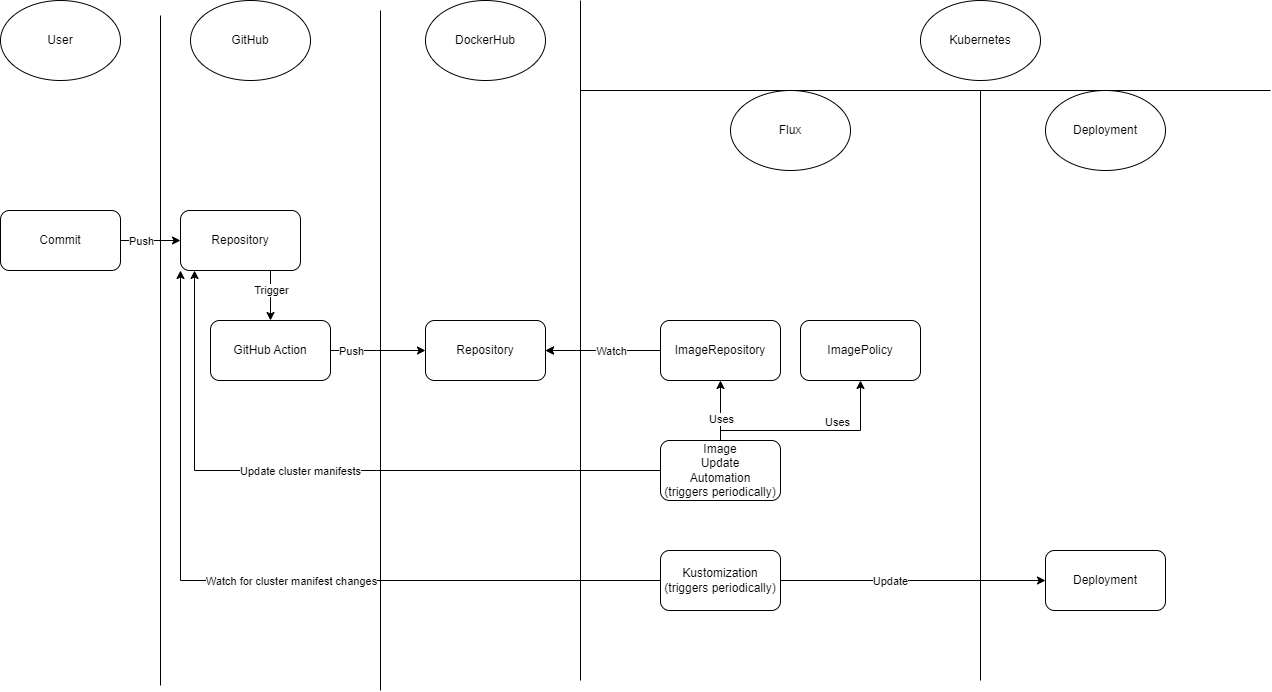 User
GitHub
DockerHub
Kubernetes
Flux
Deployment
Commit
Push
Repository
Trigger
GitHub Action
Push
Repository
Watch
ImageRepository
ImagePolicy
Uses
Uses
Image
Update
Automation
(triggers periodically)
Update cluster manifests
Watch for cluster manifest changes
Kustomization
(triggers periodically)
Update
Deployment